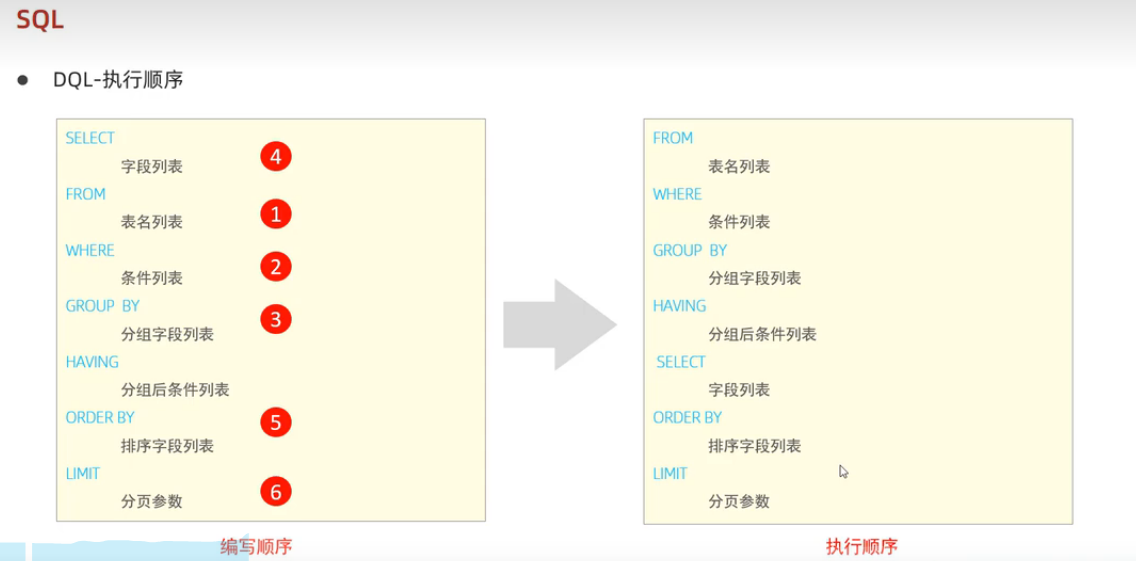 SQL
● DQL-执行顺序
SELECT
字段列表 4
FROM
表名列表 1
WHERE
条件列表 2
GROUP BY
分组字段列表 3
HAVING
分组后条件列表
ORDER BY
排序字段列表 5
LIMIT
分页参数 6
编写顺序
FROM
表名列表
WHERE
条件列表
GROUP BY
分组字段列表
HAVING
分组后条件列表
SELECT
字段列表
ORDER BY
排序字段列表
LIMIT
分页参数
执行顺序